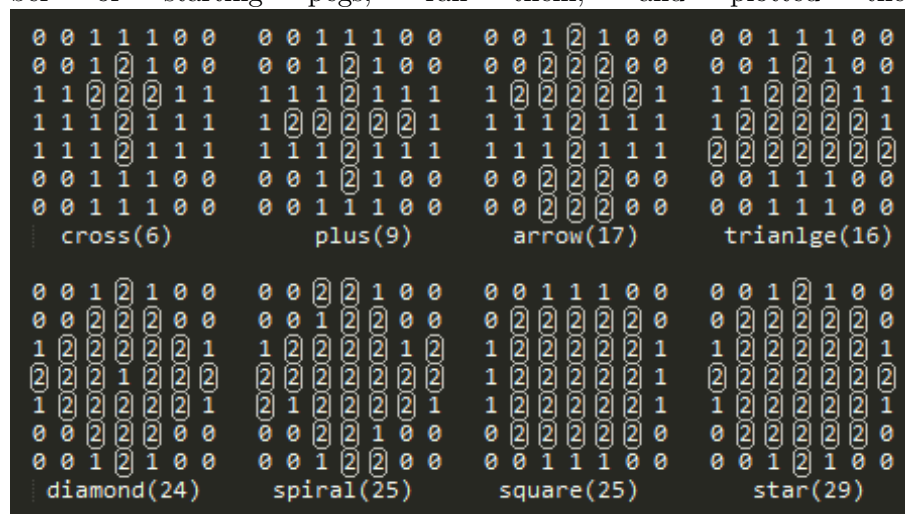 ber of starting pegs, ran them, and plotted the
0 0 1 1 1 0 0 0 0 1 1 1 0 0 0 0 1 2 1 0 0 0 0 1 1 1 0 0
0 0 1 2 1 0 0 0 0 1 2 1 0 0 0 0 2 2 2 0 0 0 0 1 2 1 0 0
1 1 2 2 2 1 1 1 1 1 2 1 1 1 1 2 2 2 2 2 1 1 1 2 2 2 1 1
1 1 1 2 1 1 1 1 2 2 2 2 2 1 1 1 1 2 1 1 1 1 2 2 2 2 2 1
1 1 1 2 1 1 1 1 1 1 2 1 1 1 1 1 1 2 1 1 1 2 2 2 2 2 2 2
0 0 1 1 1 0 0 0 0 1 2 1 0 0 0 0 2 2 2 0 0 0 0 1 1 1 0 0
0 0 1 1 1 0 0 0 0 1 1 1 0 0 0 0 2 2 2 0 0 0 0 1 1 1 0 0
cross(6) plus(9) arrow(17) trianlge(16)
0 0 1 2 1 0 0 0 0 2 2 1 0 0 0 0 1 1 1 0 0 0 0 1 2 1 0 0
0 0 2 2 2 0 0 0 0 1 2 2 0 0 0 2 2 2 2 2 0 0 2 2 2 2 2 0
1 2 2 2 2 2 1 1 2 2 2 2 1 2 1 2 2 2 2 2 1 1 2 2 2 2 2 1
2 2 2 1 2 2 2 2 2 2 2 2 2 2 1 2 2 2 2 2 1 2 2 2 2 2 2 2
1 2 2 2 2 2 1 2 1 2 2 2 2 1 1 2 2 2 2 2 1 1 2 2 2 2 2 1
0 0 2 2 2 0 0 0 0 2 2 1 0 0 0 2 2 2 2 2 0 0 2 2 2 2 2 0
0 0 1 2 1 0 0 0 0 1 2 2 0 0 0 0 1 1 1 0 0 0 0 1 2 1 0 0
diamond(24) spiral(25) square(25) star(29)